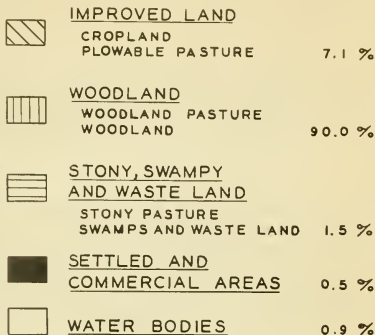 IMPROVED LAND
CROPLAND
PLOWABLE PASTURE 7.1 %
WOODLAND
WOODLAND PASTURE
WOODLAND 90.0 %
STONY, SWAMPY
AND WASTE LAND
STONY PASTURE
SWAMPS AND WASTE LAND 1.5 %
SETTLED AND
COMMERCIAL AREAS 0.5 %
WATER BODIES 0.9 %